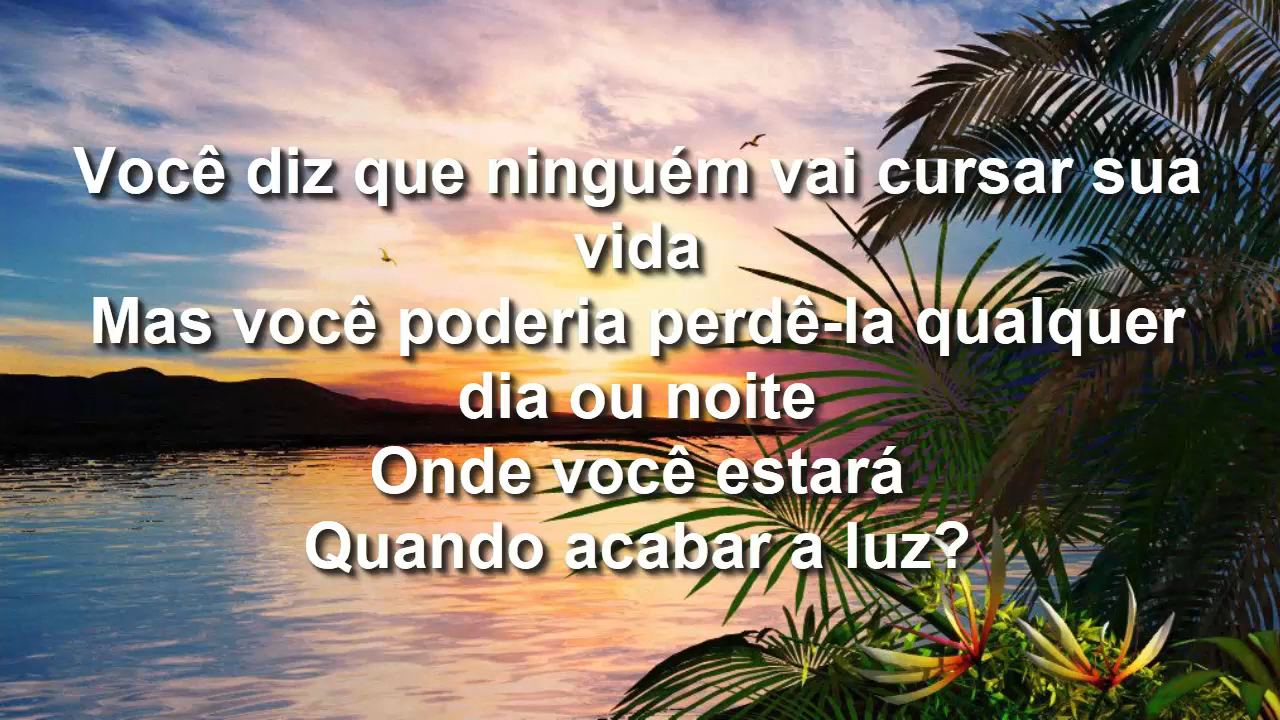 Você diz que ninguém vai cursar sua
vida
Mas você poderia perdê-la qualquer
dia ou noite
Onde você estará
Quando acabar a luz?